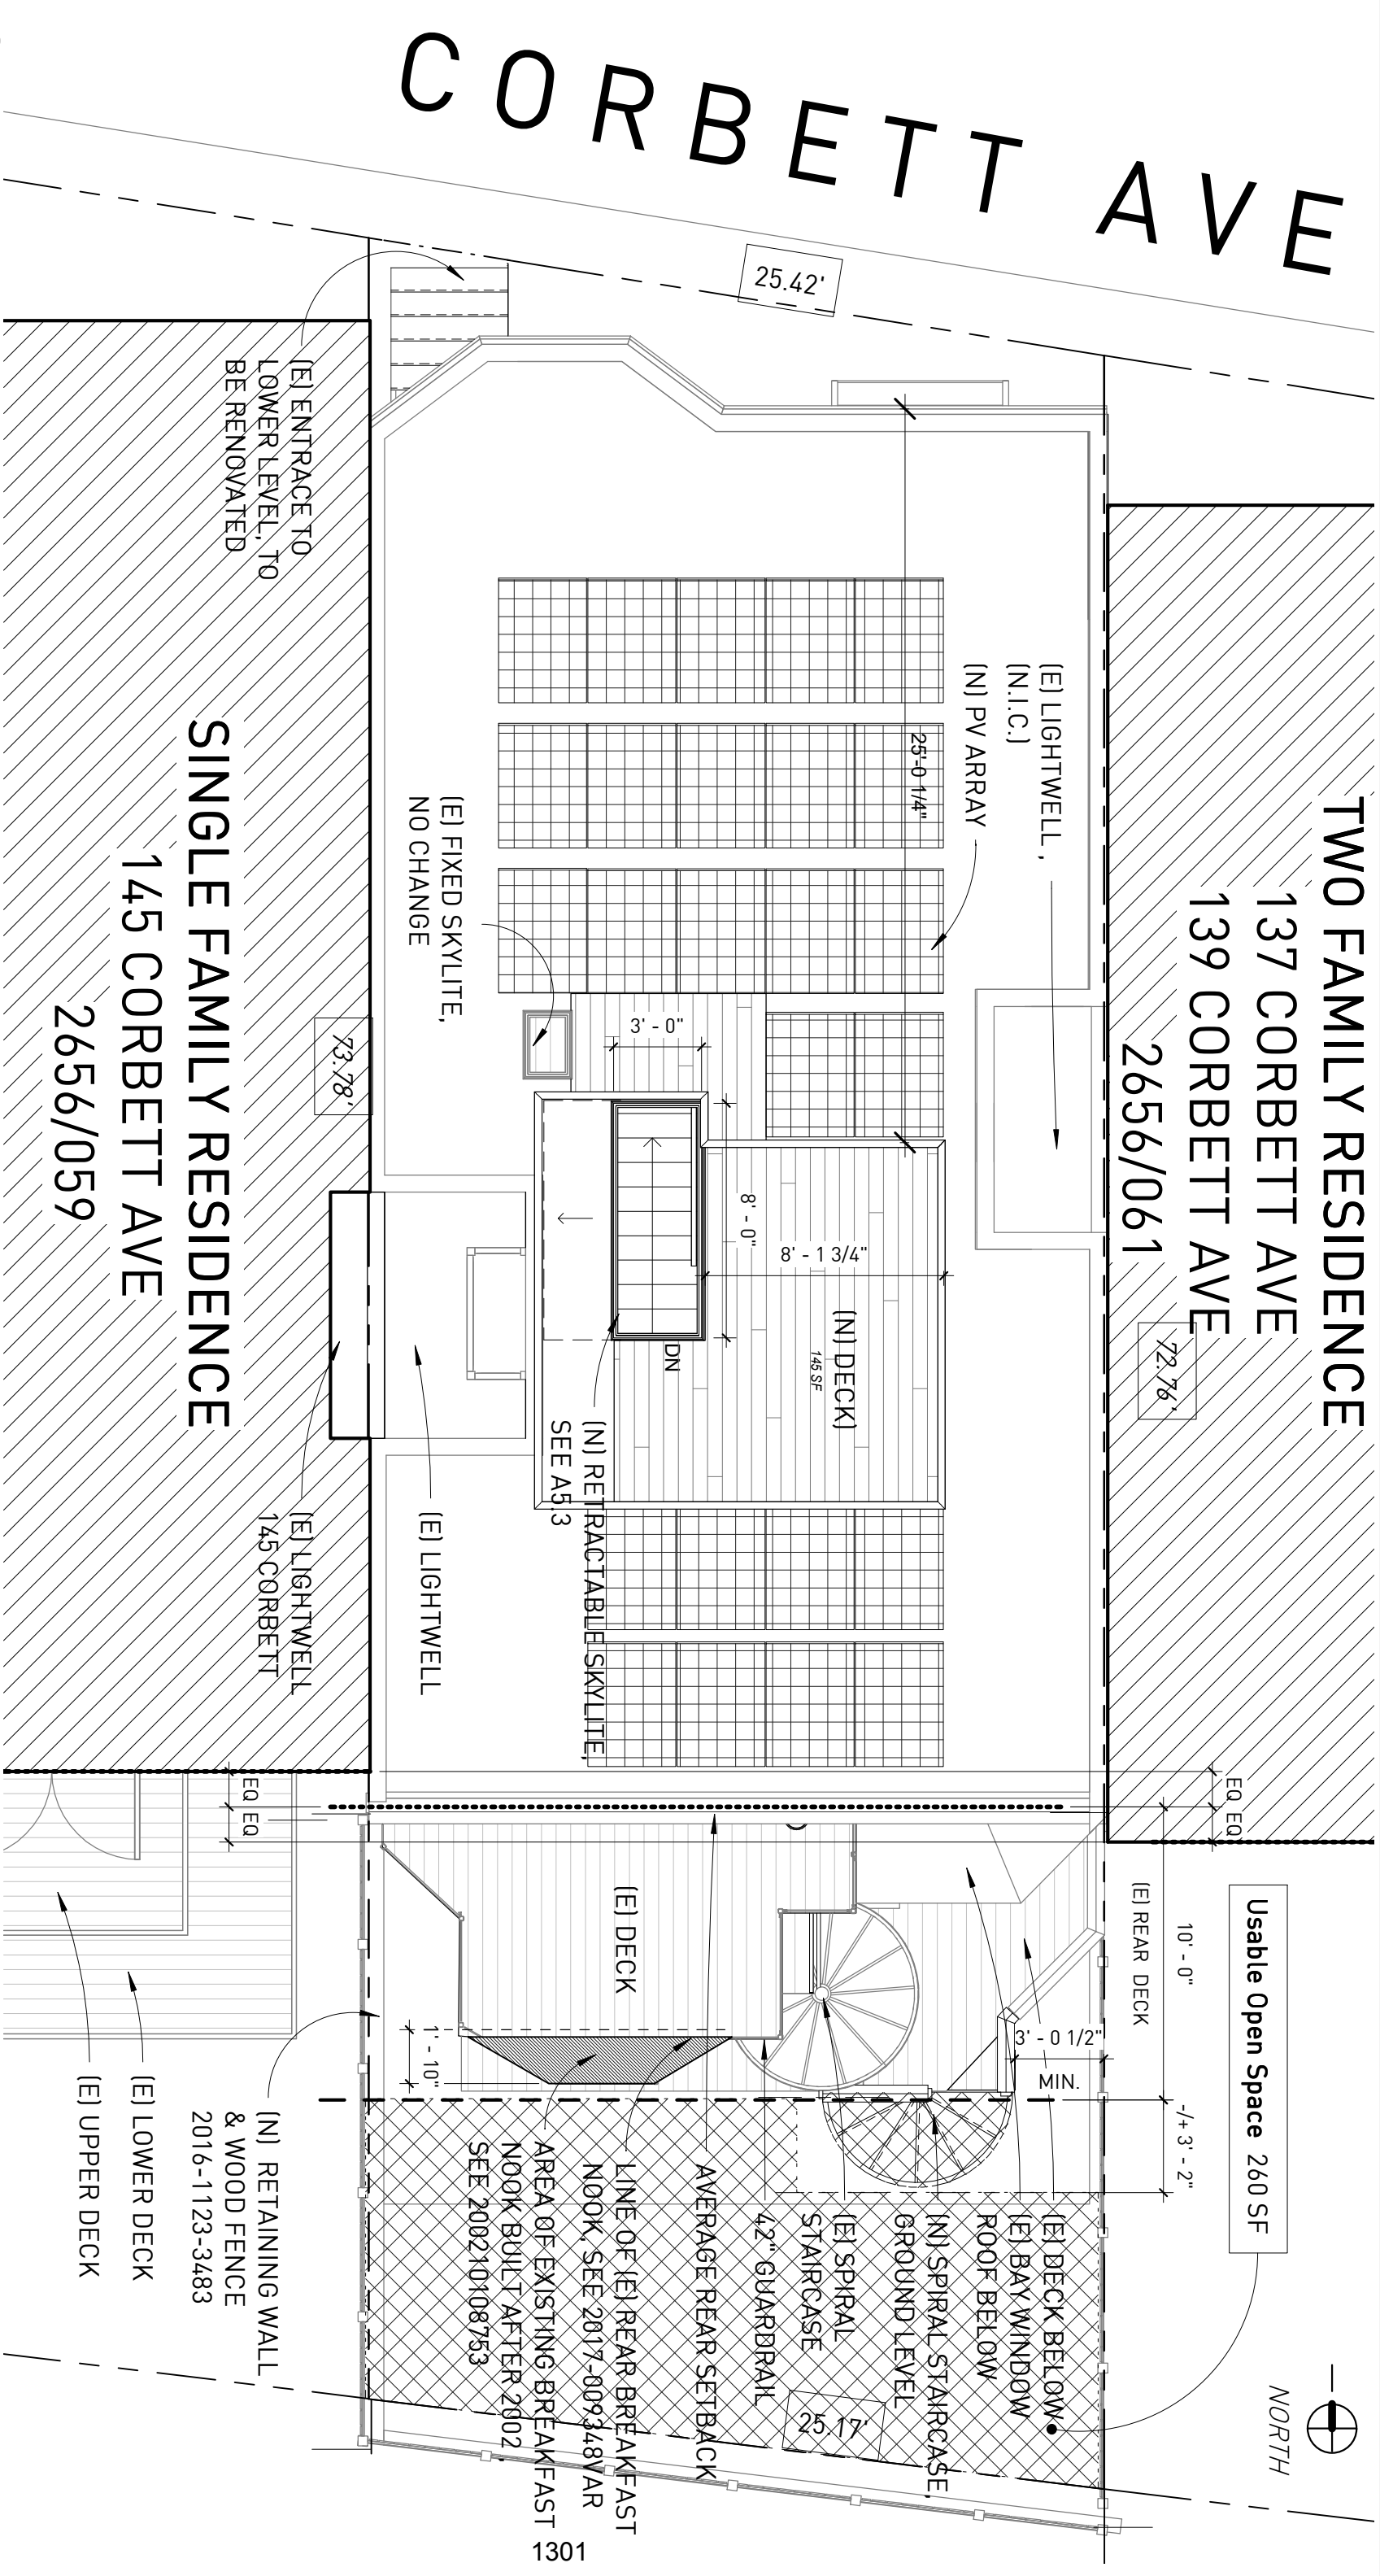 CORBETT AVE
25.42'
(E) ENTRACE TO
LOWER LEVEL, TO
BE RENOVATED
TWO FAMILY RESIDENCE
137 CORBETT AVE
139 CORBETT AVE
2656/061
72.76'
(E) LIGHTWELL ,
(N.I.C.)
(N) PV ARRAY
25'-0 1/4"
(E) FIXED SKYLITE,
NO CHANGE
SINGLE FAMILY RESIDENCE
145 CORBETT AVE
2656/059
73.78'
3' - 0"
8' - 0"
8' - 1 3/4"
(N) DECK)
145 SF
DN
(N) RETRACTABLE SKYLITE,
SEE A5.3
(E) LIGHTWELL
(E) LIGHTWELL
145 CORBETT
EQ
EQ
EQ
EQ
(E) REAR DECK
10' - 0"
Usable Open Space 260 SF
(E) DECK
3' - 0 1/2"
MIN.
-/+ 3' - 2"
1' - 10"
(E) DECK BELOW
(E) BAY WINDOW
ROOF BELOW
(N) SPIRAL STAIRCASE,
GROUND LEVEL
(E) SPIRAL
STAIRCASE
42" GUARDRAIL
AVERAGE REAR SETBACK
LINE OF (E) REAR BREAKFAST
NOOK, SEE 2017-009348VAR
AREA OF EXISTING BREAKFAST
NOOK BUILT AFTER 2002,
SEE 200210108753
(N) RETAINING WALL
& WOOD FENCE
2016-1123-3483
(E) LOWER DECK
(E) UPPER DECK
25.17'
NORTH
1301